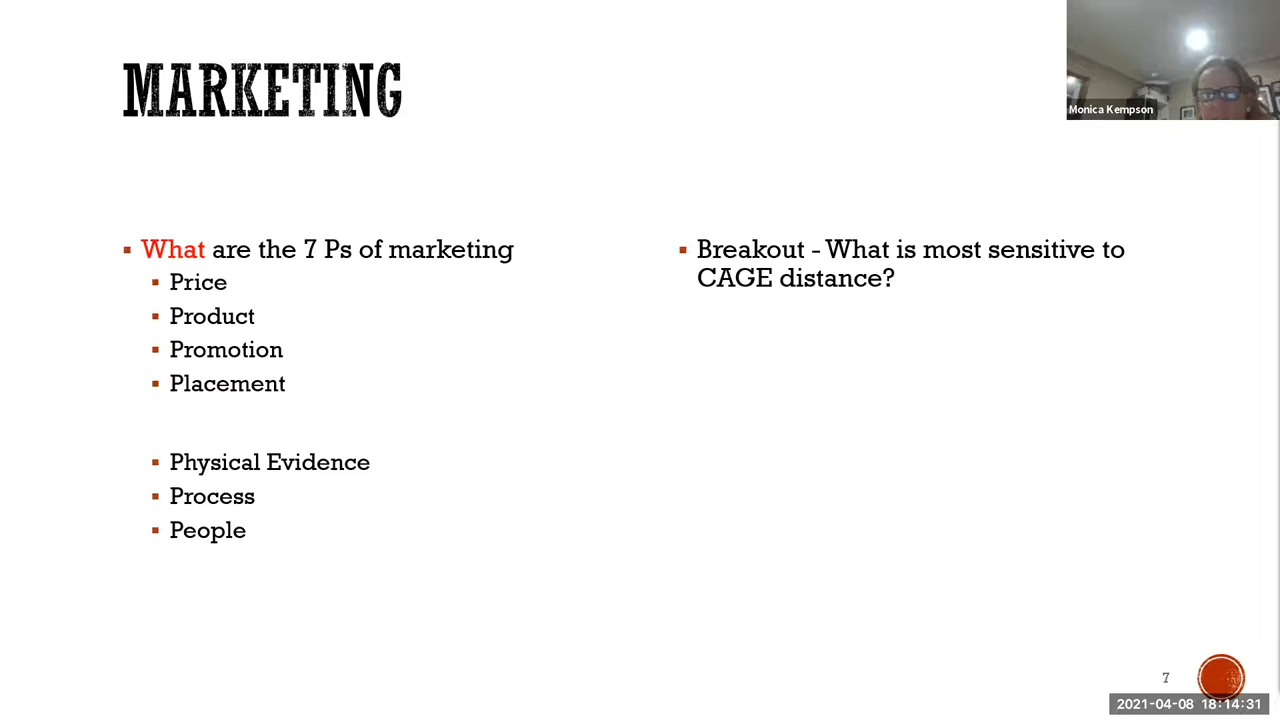 MARKETING
Monica Kempson
What are the 7 Ps of marketing
Price
Product
Promotion
Placement
Physical Evidence
Process
People
Breakout - What is most sensitive to
CAGE distance?
7
2021-04-08 18:14:31